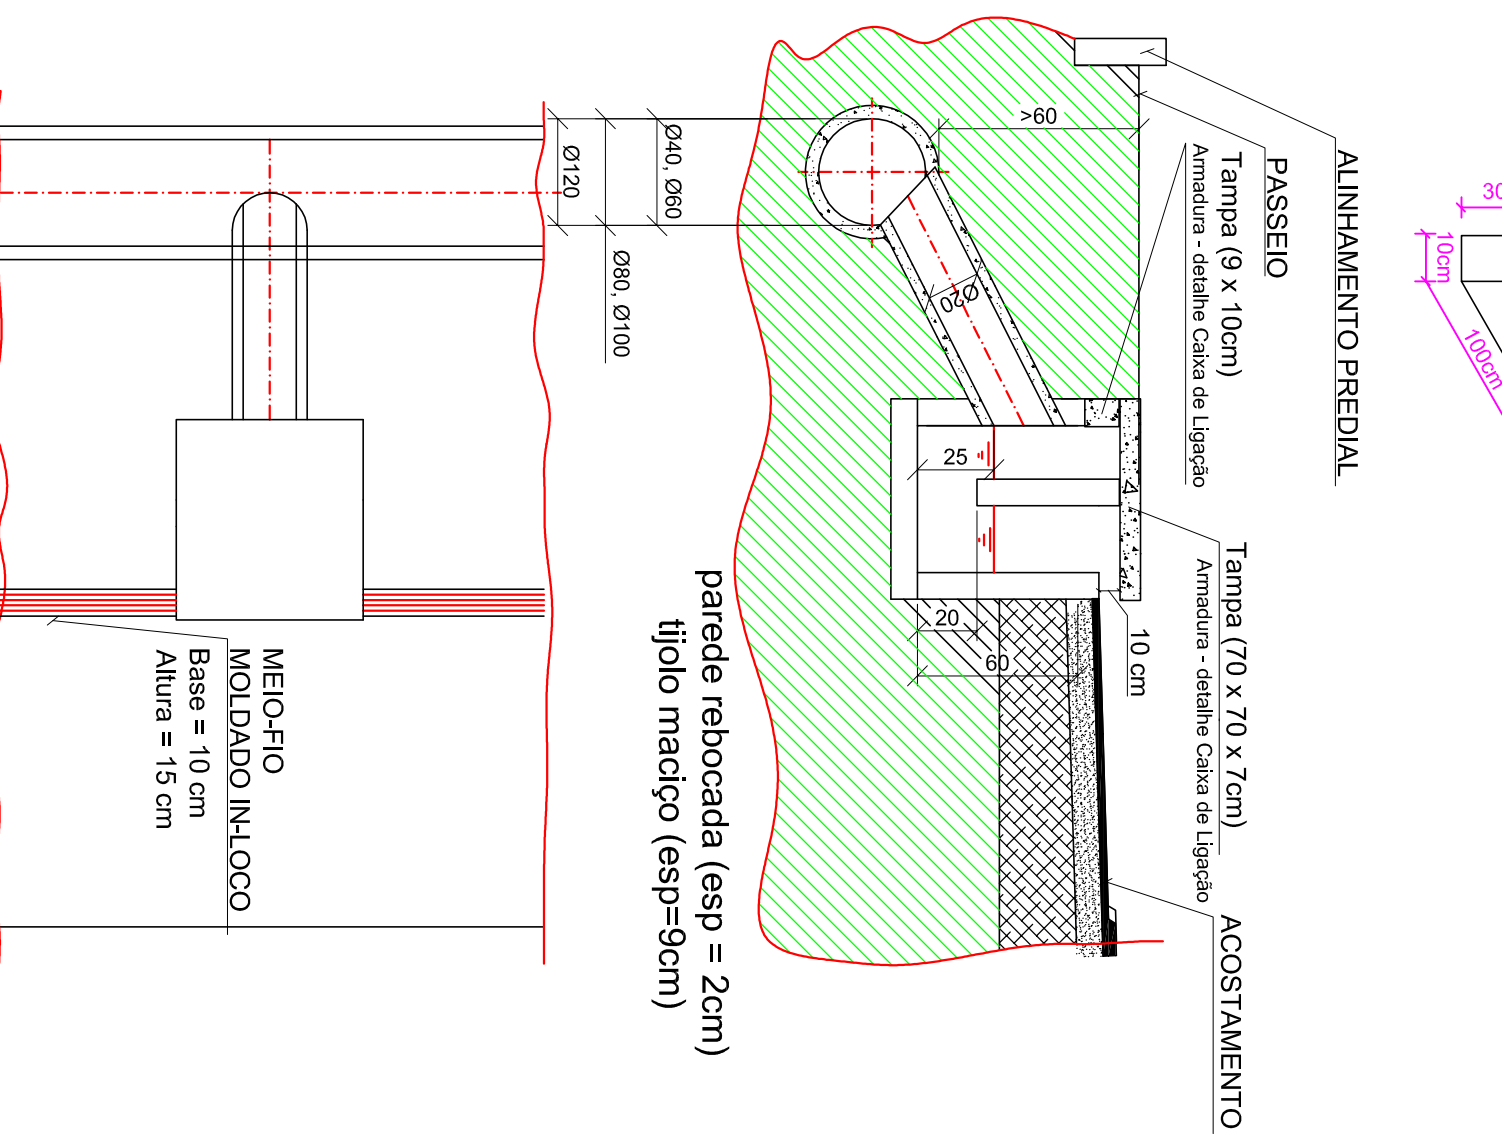 ALINHAMENTO PREDIAL
PASSEIO
Tampa (9 x 10cm)
Armadura - detalhe Caixa de Ligação
Tampa (70 x 70 x 7cm)
Armadura - detalhe Caixa de Ligação
ACOSTAMENTO
30
10cm
100cm
>60
Ø40, Ø60
Ø80, Ø100
Ø120
Ø20
25
20
60
10 cm
parede rebocada (esp = 2cm)
tijolo maciço (esp=9cm)
MEIO-FIO
MOLDADO IN-LOCO
Base = 10 cm
Altura = 15 cm